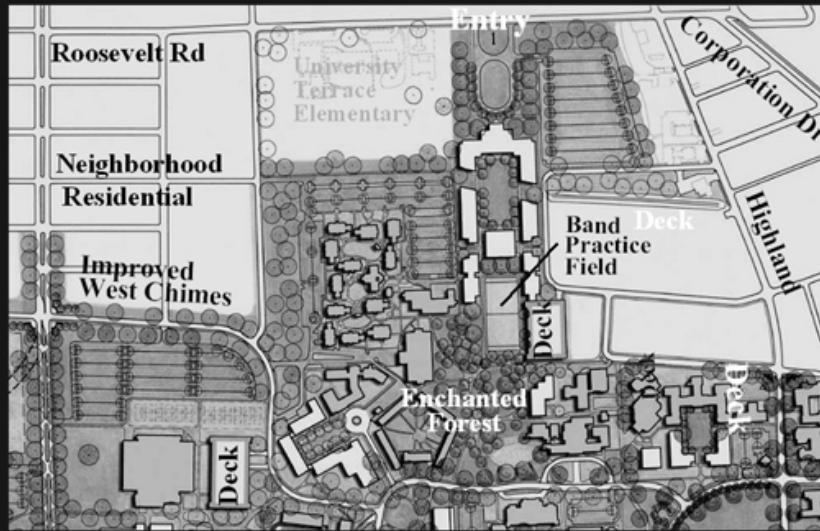 Entry
1
Roosevelt Rd
University
Terrace
Elementary
Corporation Dr
Neighborhood
Residential
Highland
Deck
Band
Practice
Field
Improved
West Chimes
Deck
Deck
Enchanted
Forest
Deck